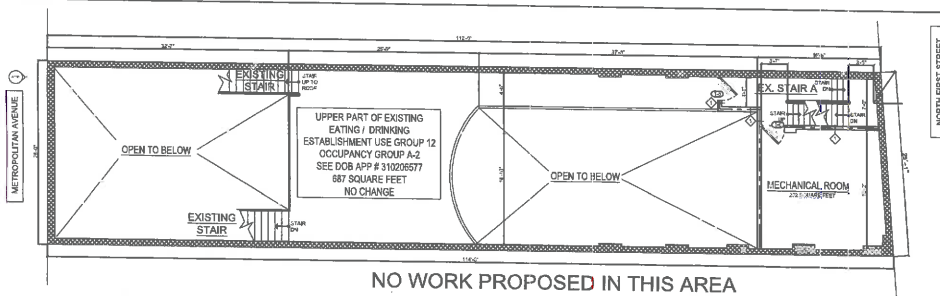 METROPOLITAN AVENUE
NORTH FIRST STREET
EXISTING
STAIR
STAIR
UP TO
ROOF
EX. STAIR A
STAIR
DN
STAIR
UP
STAIR
DN
UPPER PART OF EXISTING
EATING / DRINKING
ESTABLISHMENT USE GROUP 12
OCCUPANCY GROUP A-2
SEE DOB APP # 310206577
687 SQUARE FEET
NO CHANGE
OPEN TO BELOW
OPEN TO BELOW
MECHANICAL ROOM
EXISTING
STAIR
STAIR
DN
NO WORK PROPOSED IN THIS AREA